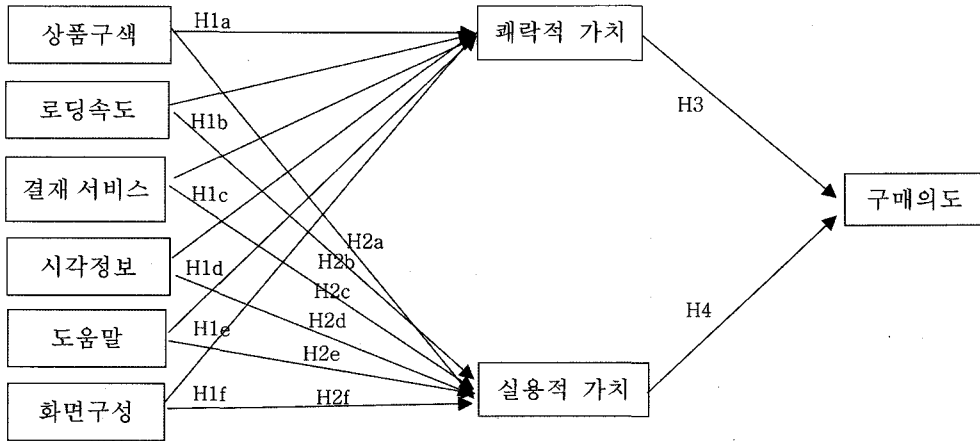 상품구색
H1a
쾌락적 가치
로딩속도
H1b
H3
결재 서비스
H1c
구매의도
시각정보
H1d
H2a
H2b
H2c
H2d
H4
도움말
H1e
H2e
실용적 가치
화면구성
H1f
H2f